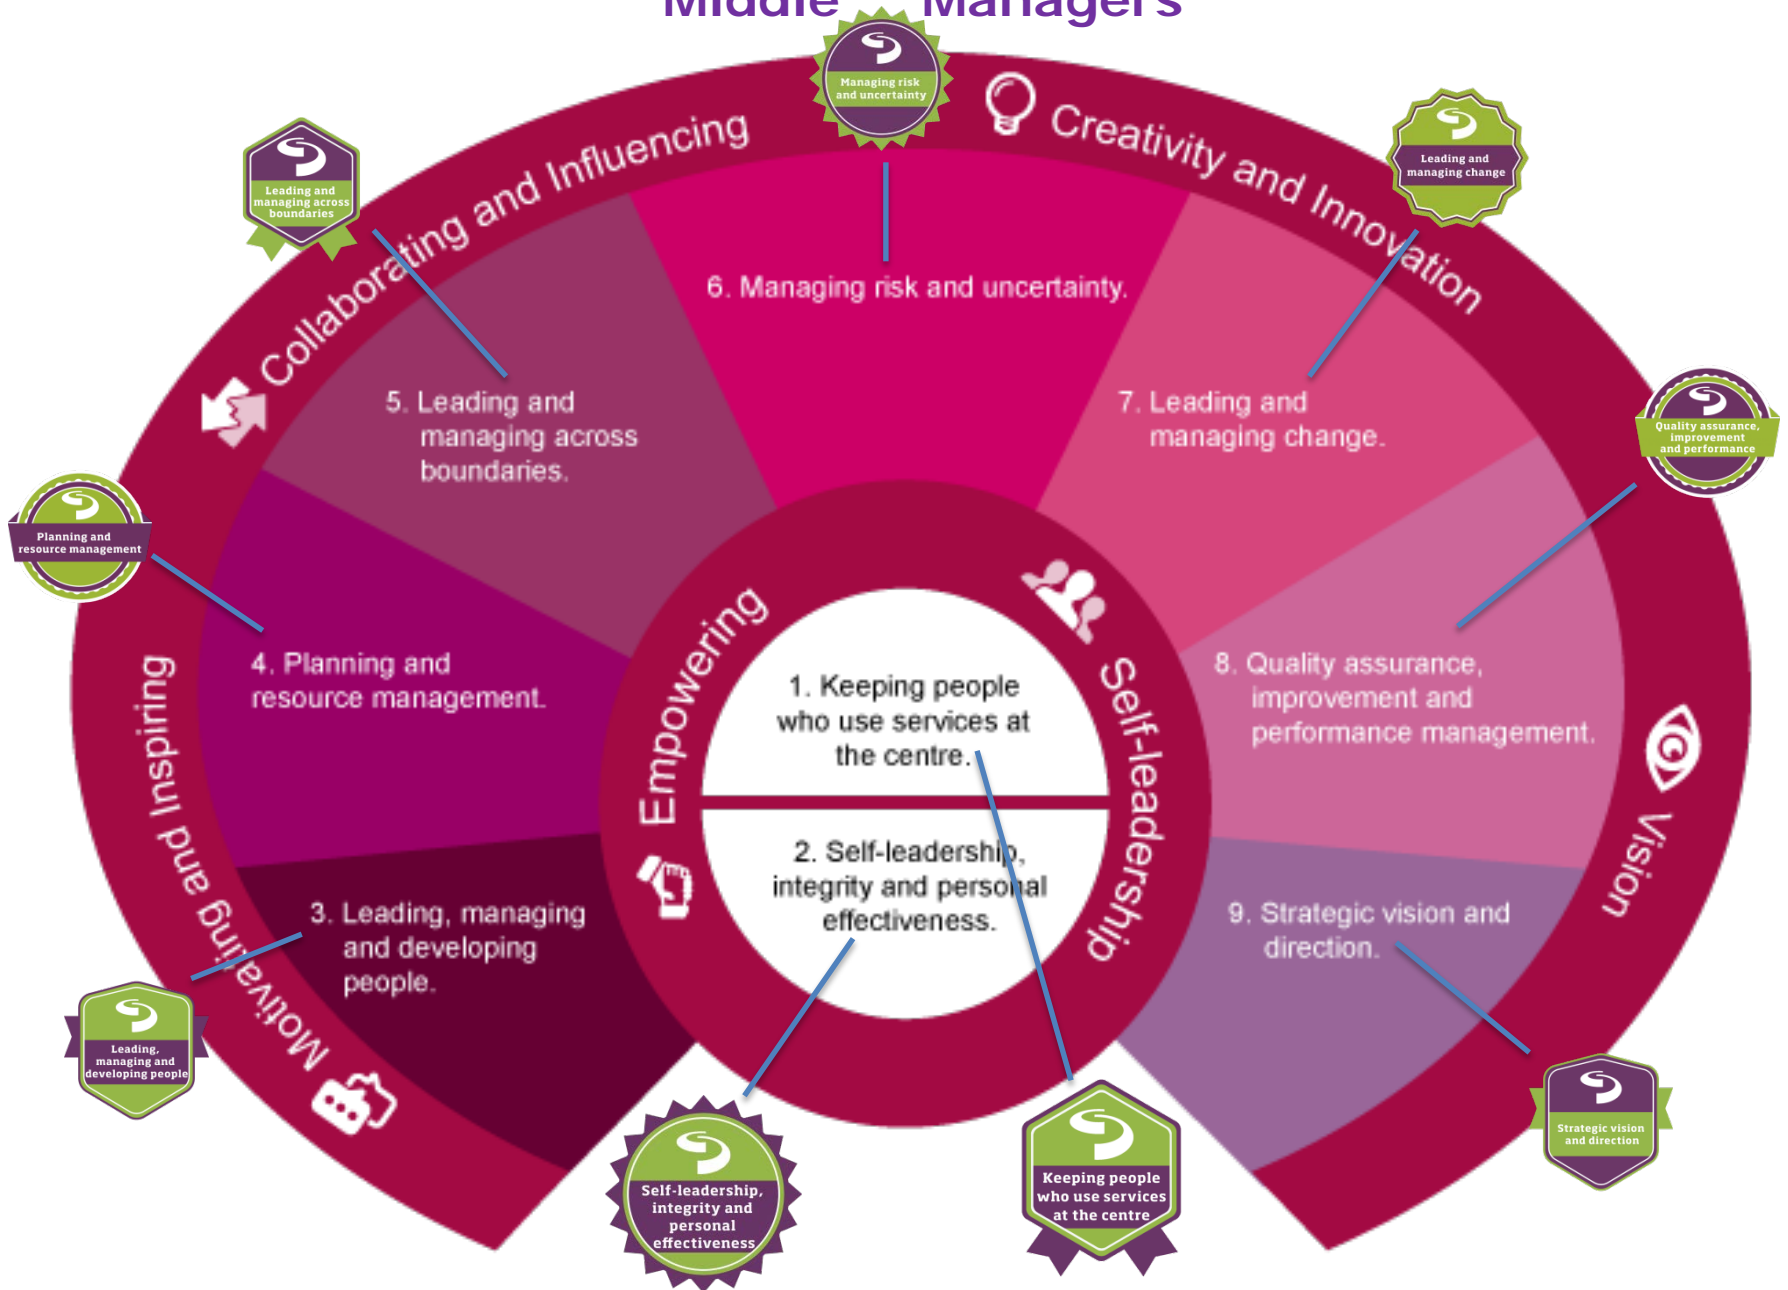 Middle Managers
Managing risk
and uncertainty
Creativity and Innovation
Leading and
managing change
Collaborating and Influencing
Leading and
managing across
boundaries
6. Managing risk and uncertainty.
5. Leading and
managing across
boundaries.
7. Leading and
managing change.
Quality assurance,
improvement
and performance
Planning and
resource management
4. Planning and
resource management.
Empowering
Self-leadership
1. Keeping people
who use services at
the centre.
8. Quality assurance,
improvement and
performance management.
Motivating and Inspiring
Vision
2. Self-leadership,
integrity and personal
effectiveness.
3. Leading, managing
and developing
people.
9. Strategic vision and
direction.
Leading,
managing and
developing people
Self-leadership,
integrity and
personal
effectiveness
Keeping people
who use services
at the centre
Strategic vision
and direction